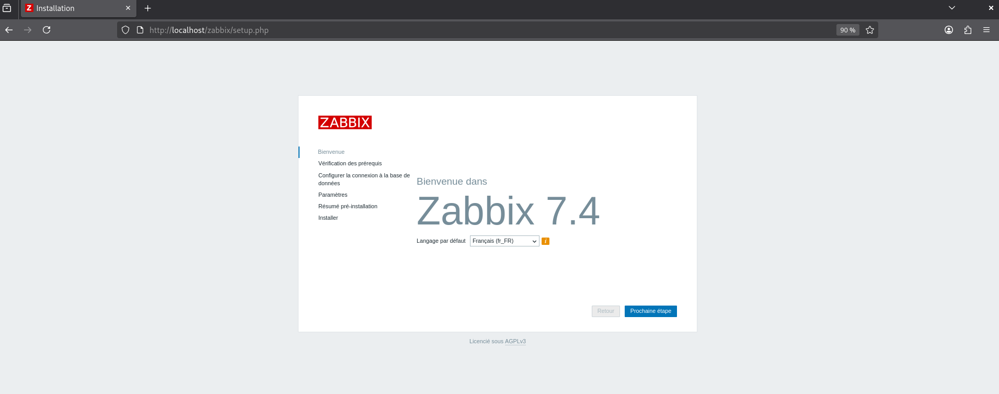 Installation
http://localhost/zabbix/setup.php
90 %
ZABBIX
Bienvenue
Vérification des prérequis
Configurer la connexion à la base de
données
Paramètres
Résumé pré-installation
Installer
Bienvenue dans
Zabbix 7.4
Langage par défaut
Français (fr_FR)
Retour
Prochaine étape
Licencié sous AGPLv3